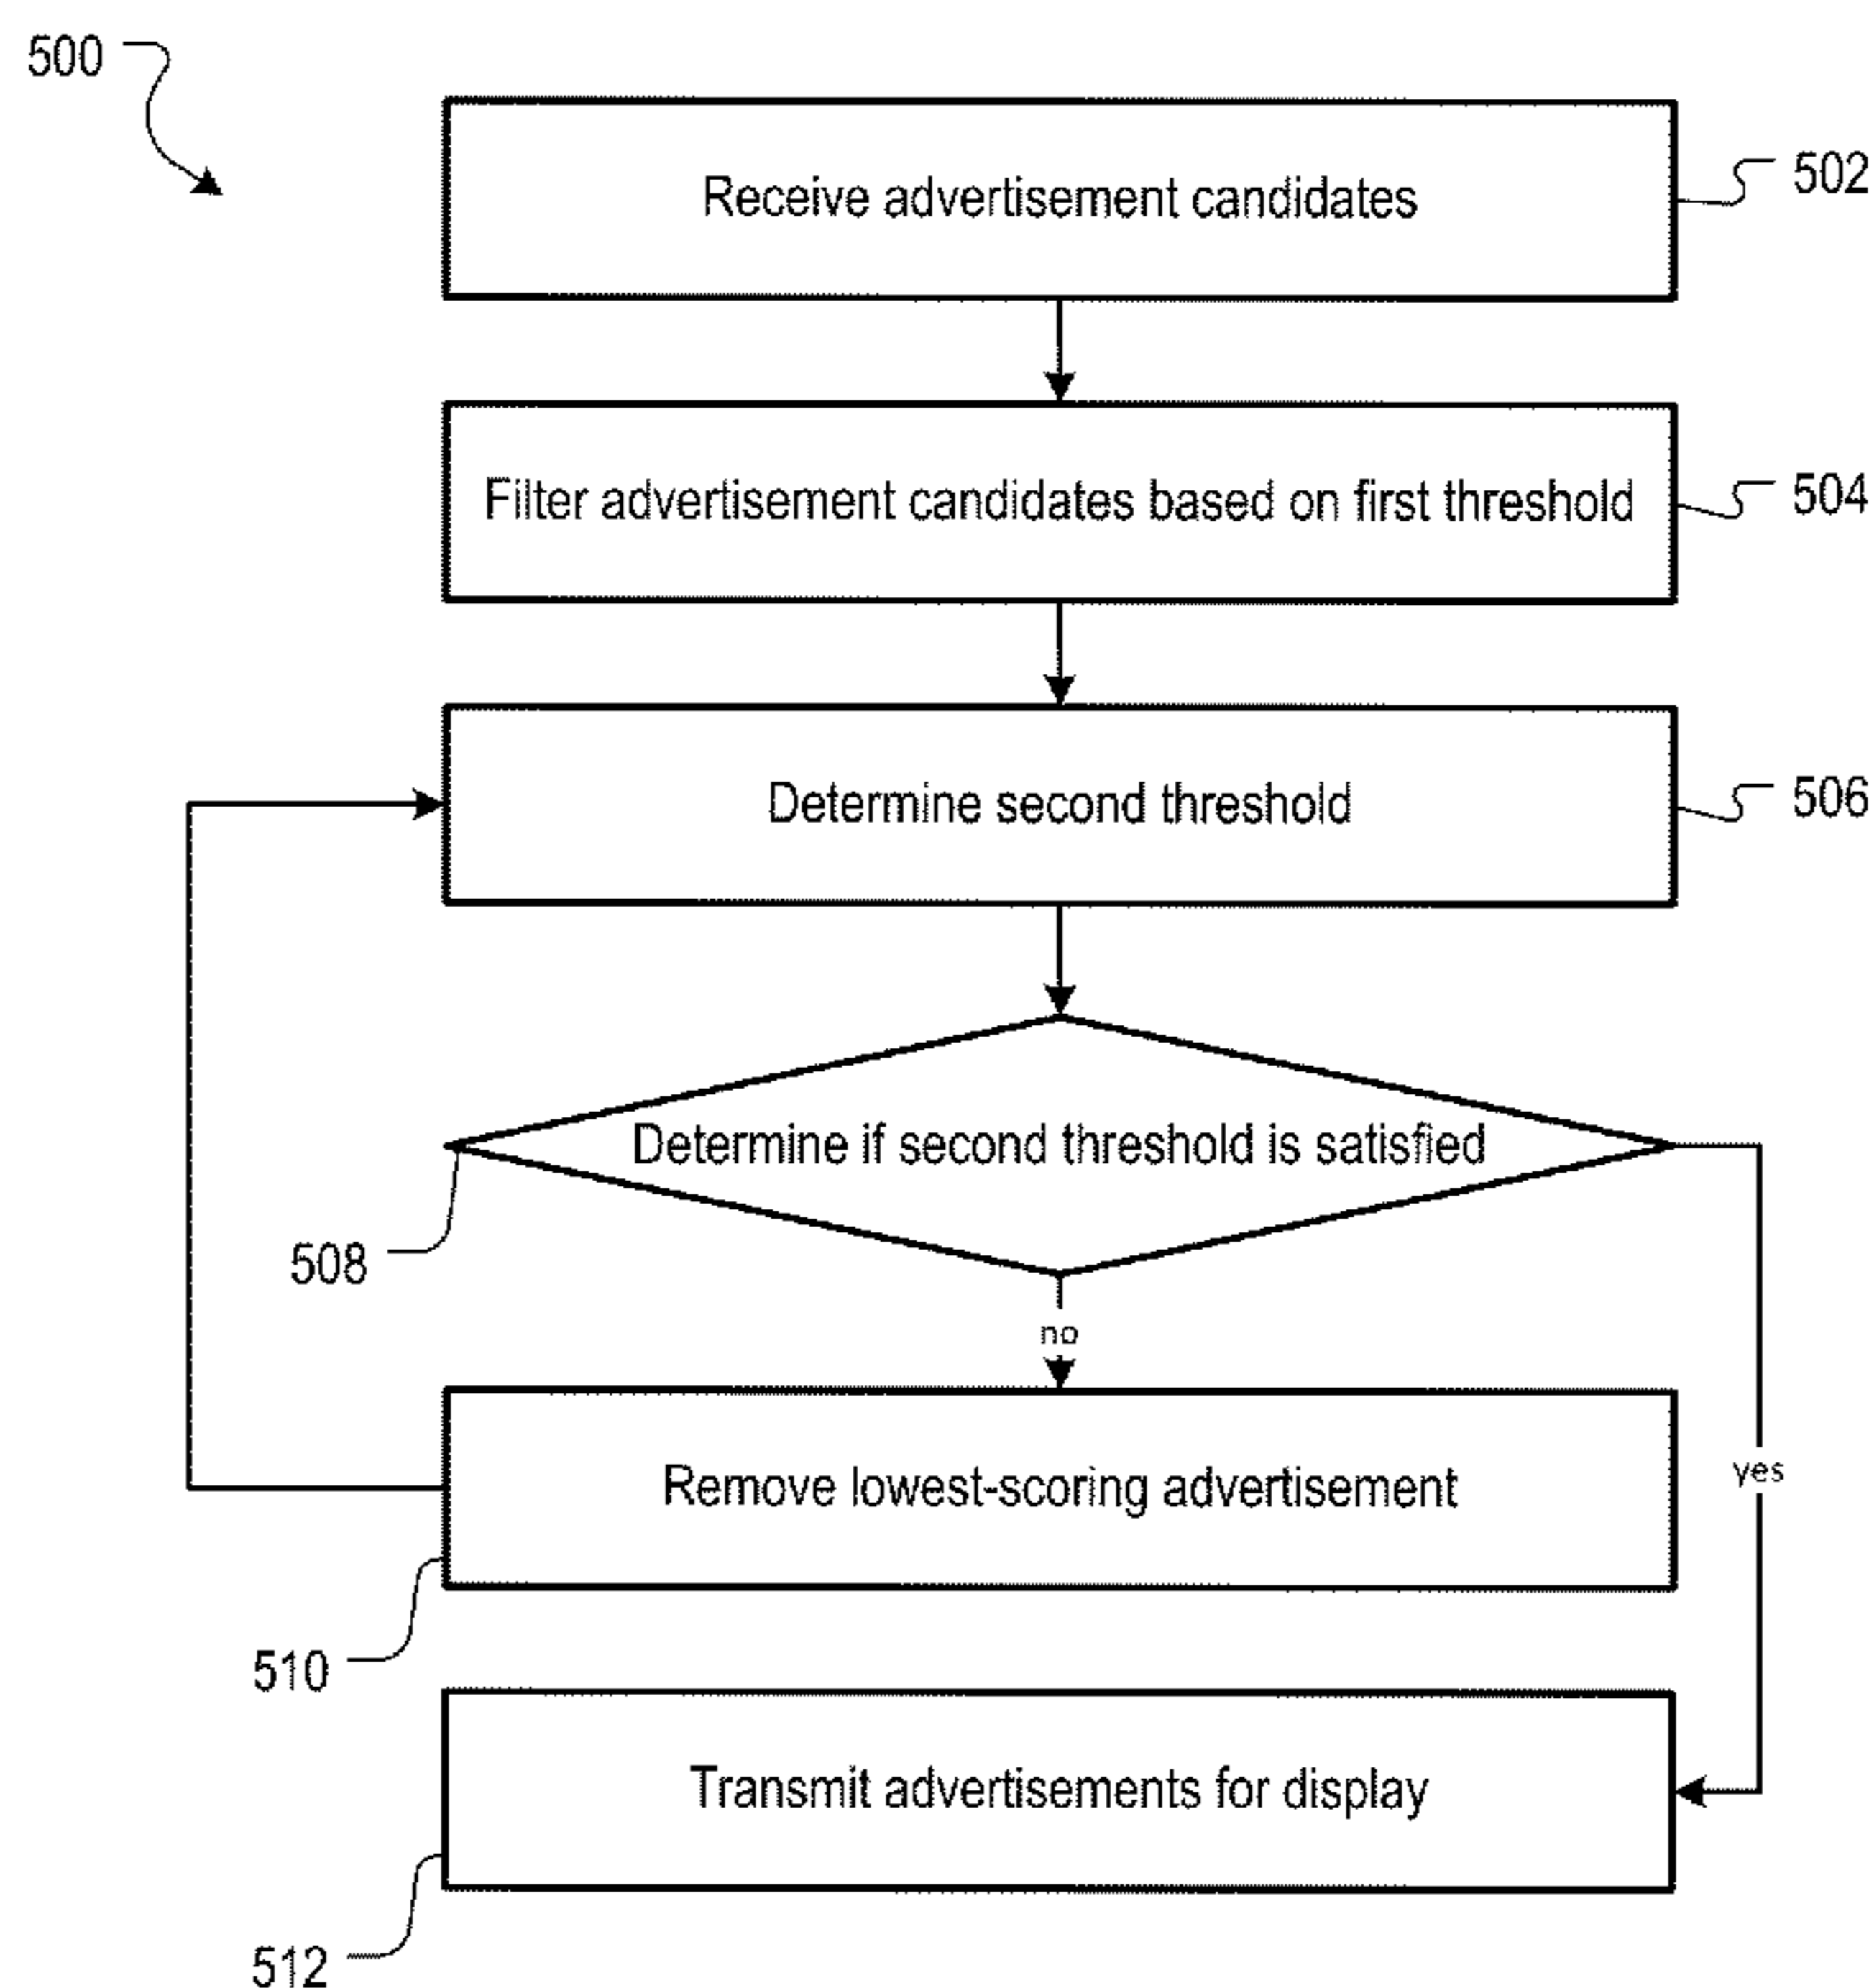 500
Receive advertisement candidates
502
Filter advertisement candidates based on first threshold
504
Determine second threshold
506
Determine if second threshold is satisfied
508
no
Remove lowest-scoring advertisement
yes
510
Transmit advertisements for display
512